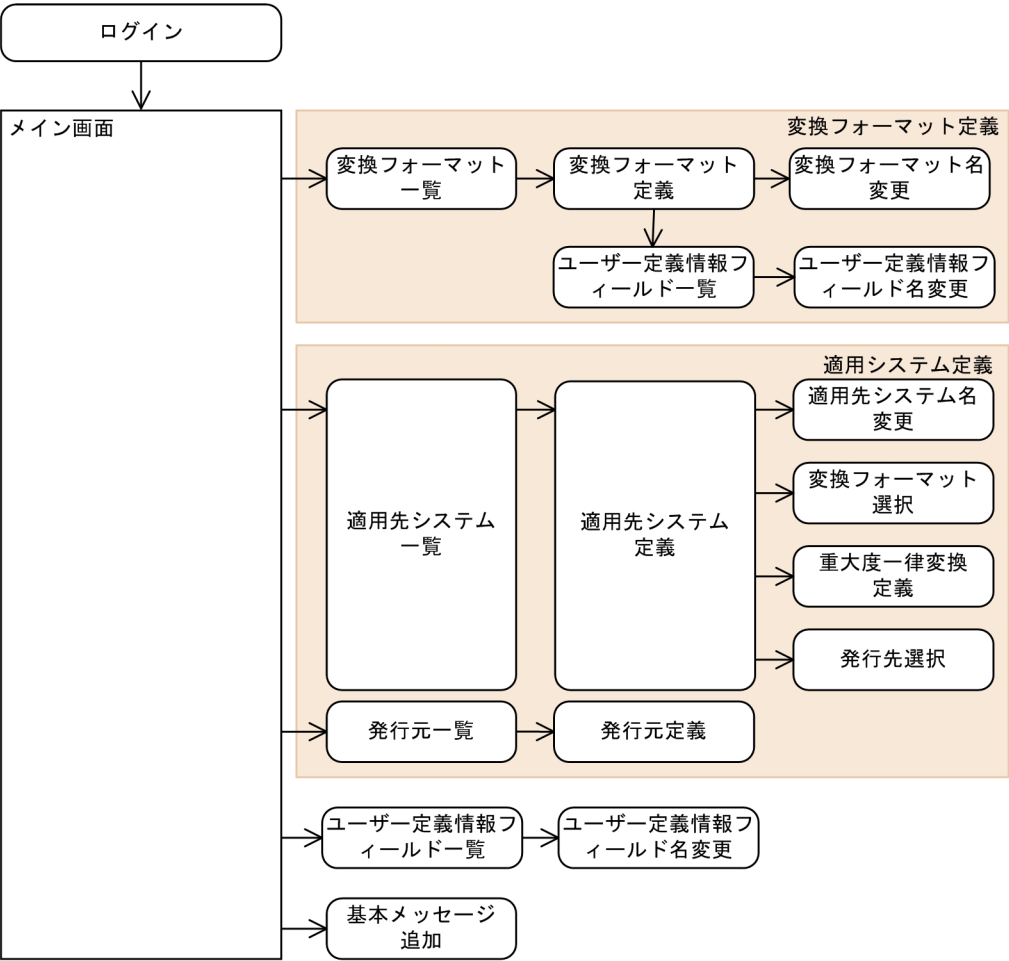 ログイン
メイン画面
変換フォーマット定義
変換フォーマット
一覧
変換フォーマット
定義
変換フォーマット名
変更
ユーザー定義情報フ
ィールド一覧
ユーザー定義情報フ
ィールド名変更
適用システム定義
適用先システム
一覧
適用先システム
定義
適用先システム名
変更
変換フォーマット
選択
重大度一律変換
定義
発行先選択
発行元一覧
発行元定義
ユーザー定義情報フ
ィールド一覧
ユーザー定義情報フ
ィールド名変更
基本メッセージ
追加